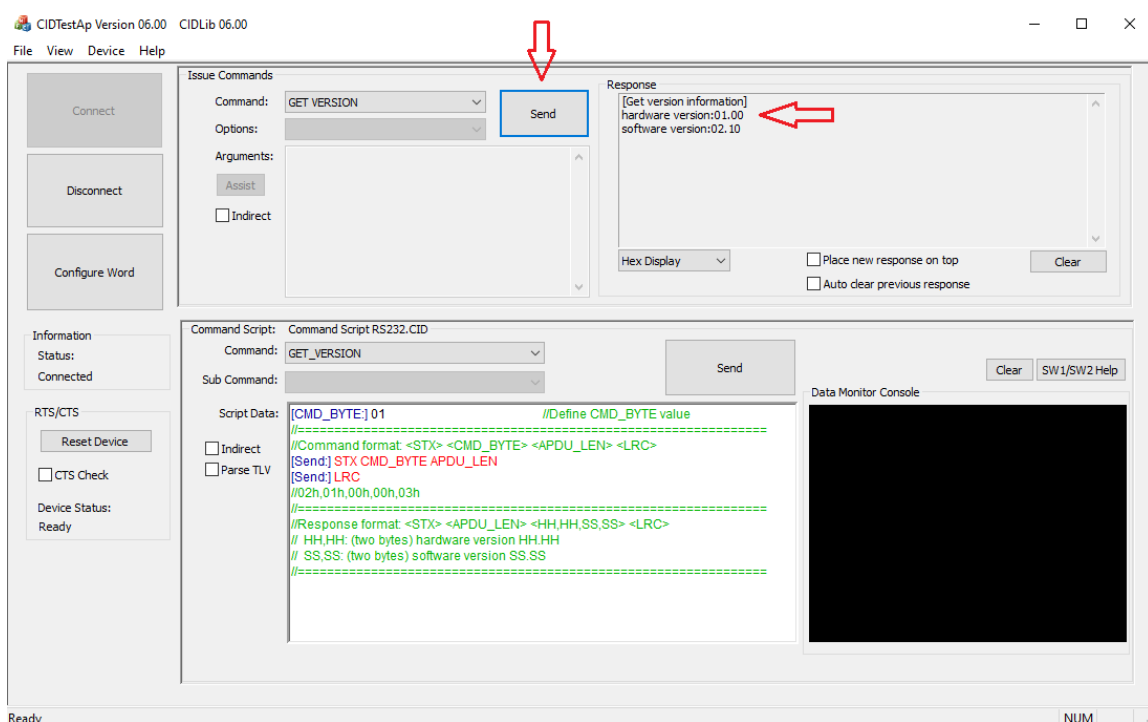 CIDTestAp Version 06.00   CIDLib 06.00
File   View   Device   Help
Connect
Disconnect
Configure Word
Information
Status:
Connected
RTS/CTS
Reset Device
CTS Check
Device Status:
Ready
Issue Commands
Command: GET VERSION
Send
Options:
Arguments:
Assist
Indirect
Response
[Get version information]
hardware version:01.00
software version:02.10
Hex Display
Place new response on top
Clear
Auto clear previous response
Command Script: Command Script RS232.CID
Command: GET_VERSION
Send
Sub Command:
Clear   SW1/SW2 Help
Script Data:
Indirect
Parse TLV
[CMD_BYTE:] 01   //Define CMD_BYTE value
//================================================================
//Command format: <STX> <CMD_BYTE> <APDU_LEN> <LRC>
[Send:] STX CMD_BYTE APDU_LEN
[Send:] LRC
//02h,01h,00h,00h,03h
//================================================================
//Response format: <STX> <APDU_LEN> <HH,HH,SS,SS> <LRC>
// HH,HH: (two bytes) hardware version HH.HH
// SS,SS: (two bytes) software version SS.SS
//================================================================
Data Monitor Console
Ready
NUM